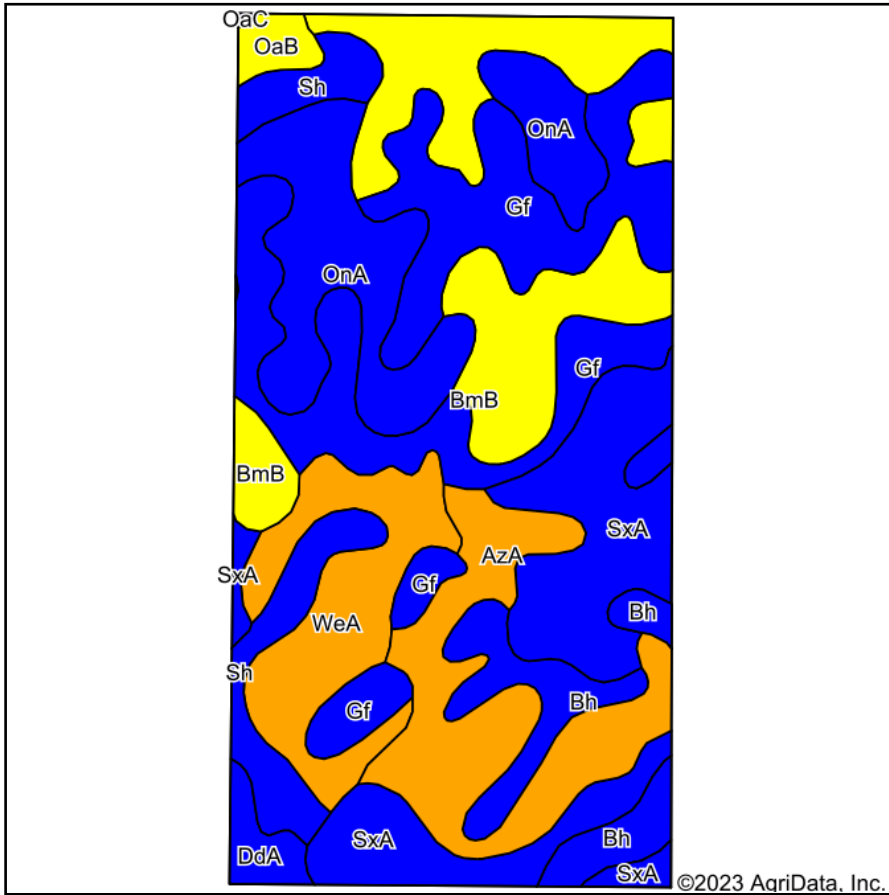 OaC
OaB
Sh
OnA
Gf
OnA
Gf
BmB
BmB
SxA
AzA
SxA
Gf
Bh
WeA
Sh
Bh
Gf
Bh
SxA
DdA
SxA
©2023 AgriData, Inc.